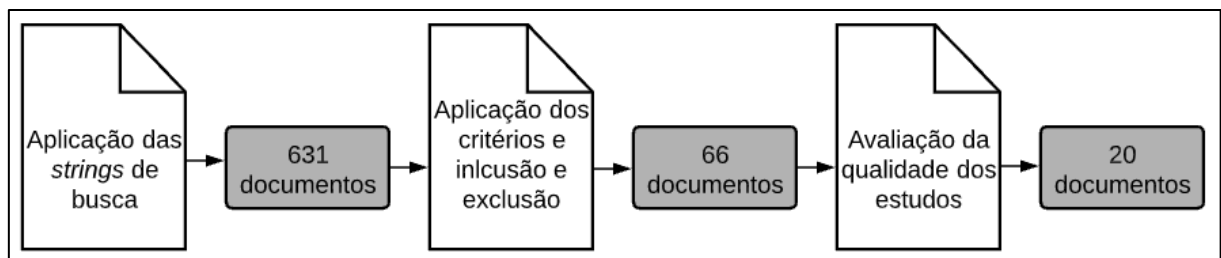 Aplicação das
strings de
busca
631
documentos
Aplicação dos
critérios e
inlcusão e
exclusão
66
documentos
Avaliação da
qualidade dos
estudos
20
documentos